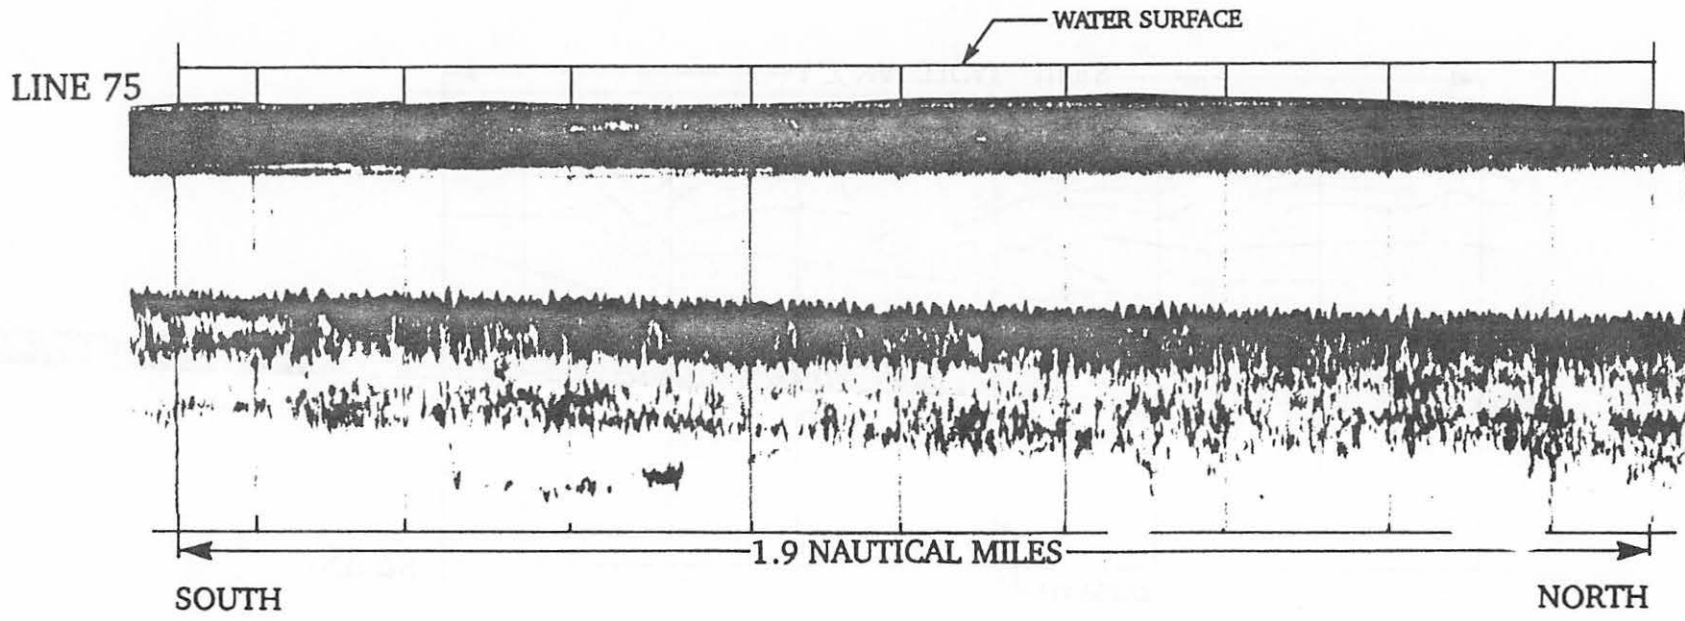 WATER SURFACE
LINE 75
1.9 NAUTICAL MILES
SOUTH
NORTH